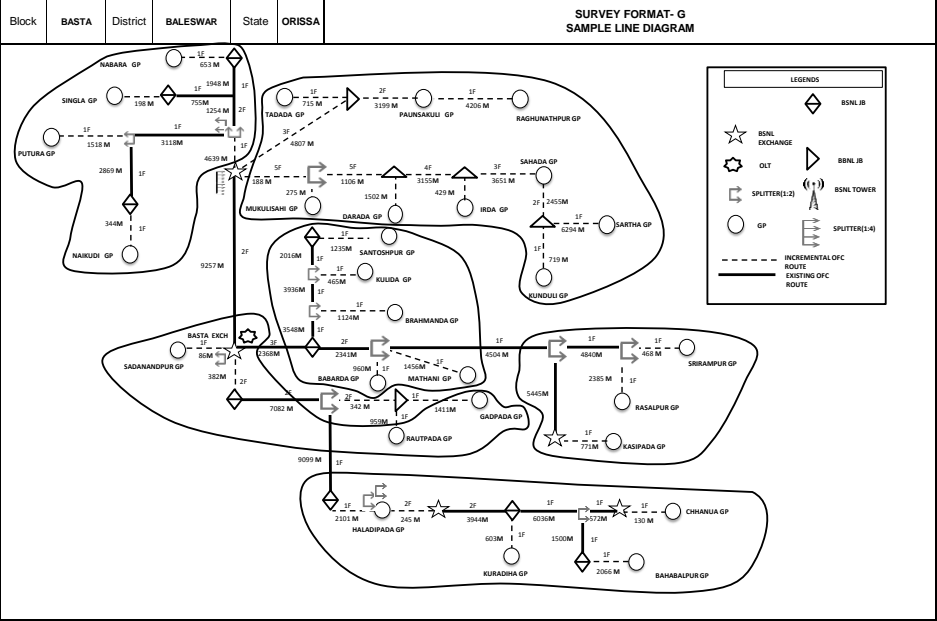 Block BASTA District BALESWAR State ORISSA
SURVEY FORMAT- G
SAMPLE LINE DIAGRAM
NABARA GP
1F
653 M
1948 M
1F
SINGLA GP
1F
198 M
1F
755M
1254 M
2F
PUTURA GP
1F
1518 M
1F
3118M
1F
4639 M
2869 M
1F
344M
1F
NAIKUDI GP
TADADA GP
1F
715 M
2F
3199 M
PAUNSAKULI GP
1F
4206 M
RAGHUNATHPUR GP
3F
4807 M
5F
188 M
275 M
MUKULISAHI GP
5F
1106 M
1502 M
DARADA GP
4F
3155M
429 M
IRDA GP
3F
3651 M
SAHADA GP
2F
2455M
1F
6294 M
SARTHA GP
1F
719 M
KUNDULI GP
9257 M
2F
2016M
1F
1F
1235M
SANTOSHPUR GP
3936M
1F
1F
465M
KULIDA GP
3548M
1F
1F
1124M
BRAHMANDA GP
BASTA EXCH
1F
86M
SADANANDPUR GP
3F
2368M
382M
2F
2F
2341M
960M
1F
BABARDA GP
1456M
1F
MATHANI GP
1F
4504 M
1F
4840M
1F
468 M
SRIRAMPUR GP
2385 M
1F
RASALPUR GP
5445M
1F
771M
KASIPADA GP
2F
7082 M
2F
342 M
1F
1411M
GADPADA GP
959M
1F
RAUTPADA GP
9099 M
1F
1F
2101 M
HALADIPADA GP
2F
245 M
2F
3944M
603M
1F
KURADIHA GP
1F
6036M
1F
572M
1F
130 M
CHHANUA GP
1500M
1F
1F
2066 M
BAHABALPUR GP
LEGENDS
BSNL JB
BSNL
EXCHANGE
OLT
BBNL JB
SPLITTER(1:2)
BSNL TOWER
GP
SPLITTER(1:4)
INCREMENTAL OFC
ROUTE
EXISTING OFC
ROUTE